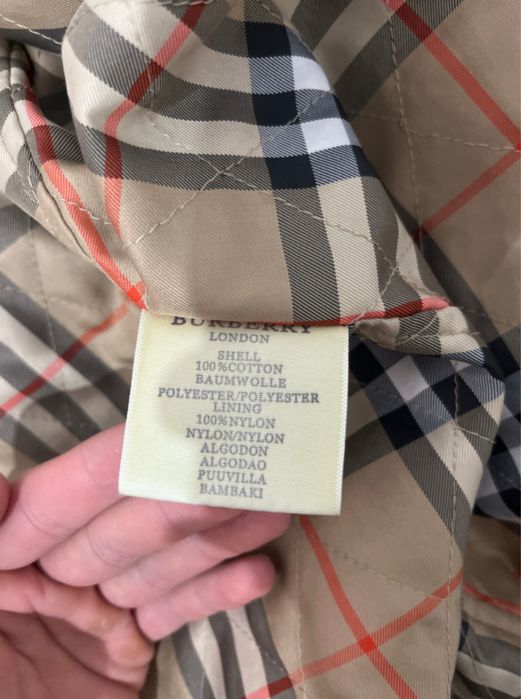 BURBERRY
LONDON
SHELL
100%COTTON
BAUMWOLLE
POLYESTER/POLYESTER
LINING
100%NYLON
NYLON/NYLON
ALGODON
ALGODAO
PUUVILLA
BAMBAKI